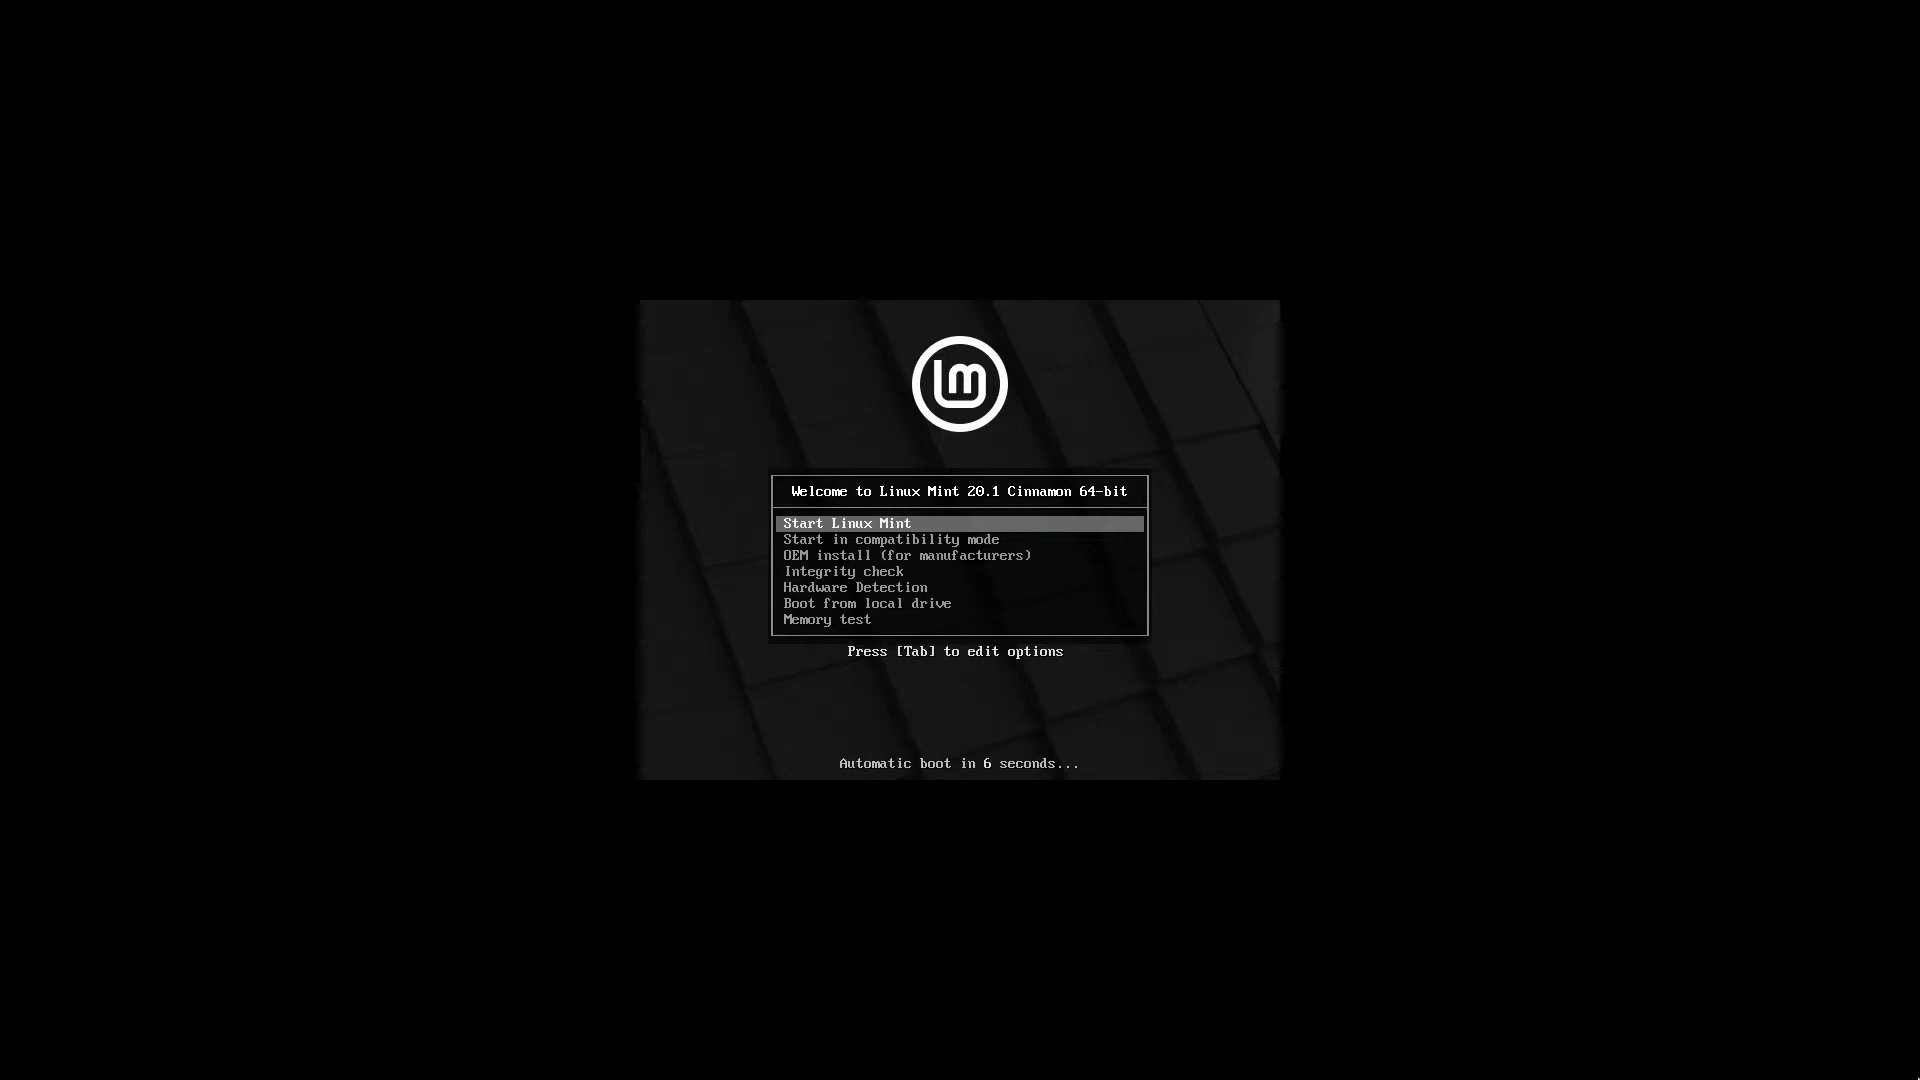 lm
Welcome to Linux Mint 20.1 Cinnamon 64-bit
Start Linux Mint
Start in compatibility mode
OEM install (for manufacturers)
Integrity check
Hardware Detection
Boot from local drive
Memory test
Press [Tab] to edit options
Automatic boot in 6 seconds...